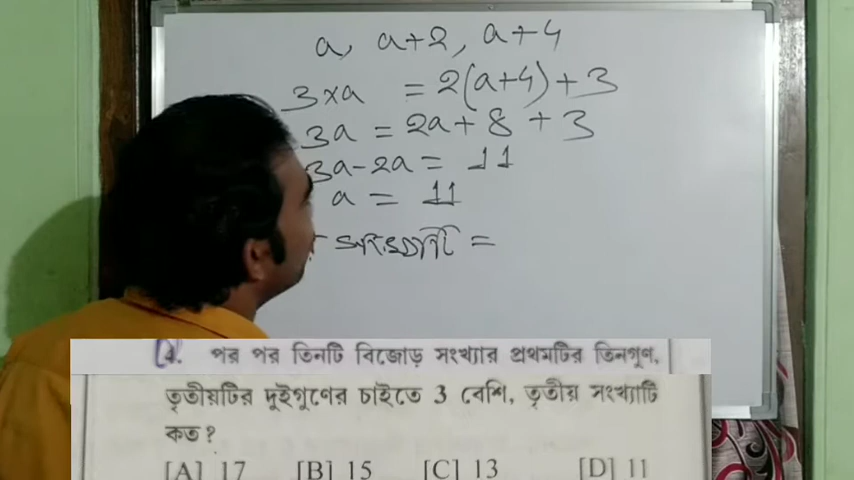 a, a+2, a+4
3×a = 2(a+4)+3
3a = 2a+8+3
3a-2a = 11
a = 11
সংখ্যাটি =
4. পর পর তিনটি বিজোড় সংখ্যার প্রথমটির তিনগুণ,
তৃতীয়টির দুইগুণের চাইতে 3 বেশি, তৃতীয় সংখ্যাটি
কত?
[A] 17 [B] 15 [C] 13 [D] 11